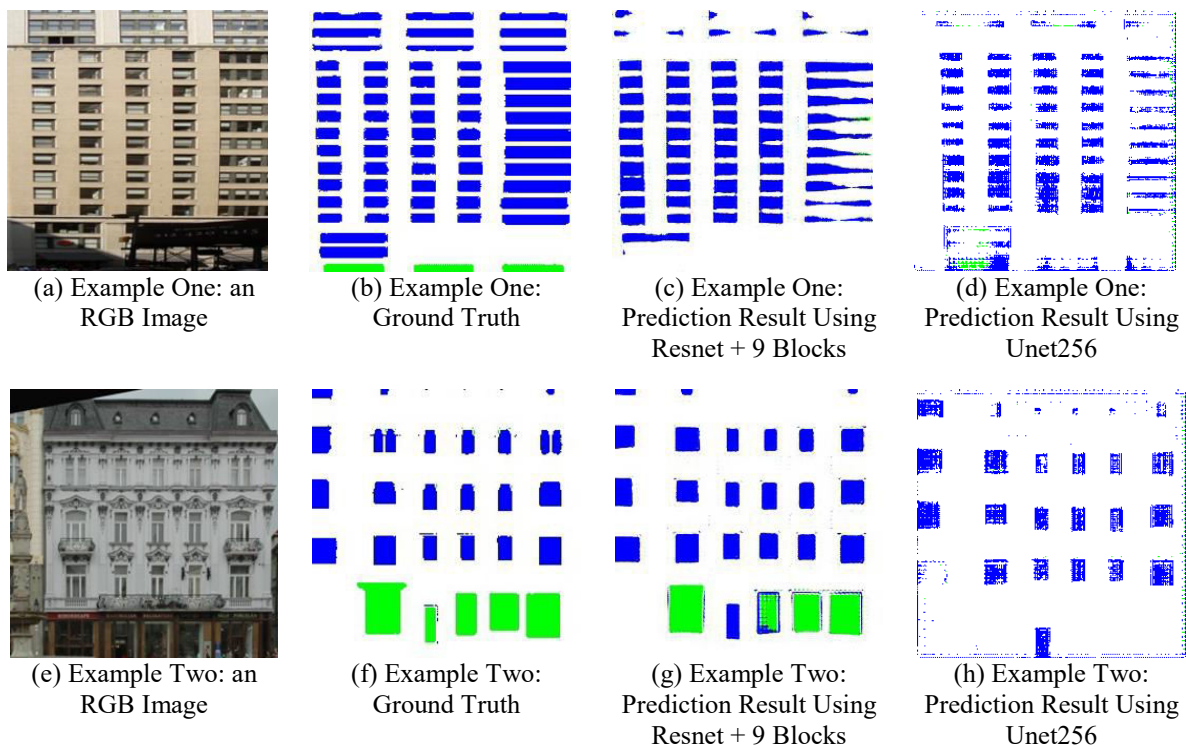 (a) Example One: an
RGB Image
(b) Example One:
Ground Truth
(c) Example One:
Prediction Result Using
Resnet + 9 Blocks
(d) Example One:
Prediction Result Using
Unet256
(e) Example Two: an
RGB Image
(f) Example Two:
Ground Truth
(g) Example Two:
Prediction Result Using
Resnet + 9 Blocks
(h) Example Two:
Prediction Result Using
Unet256